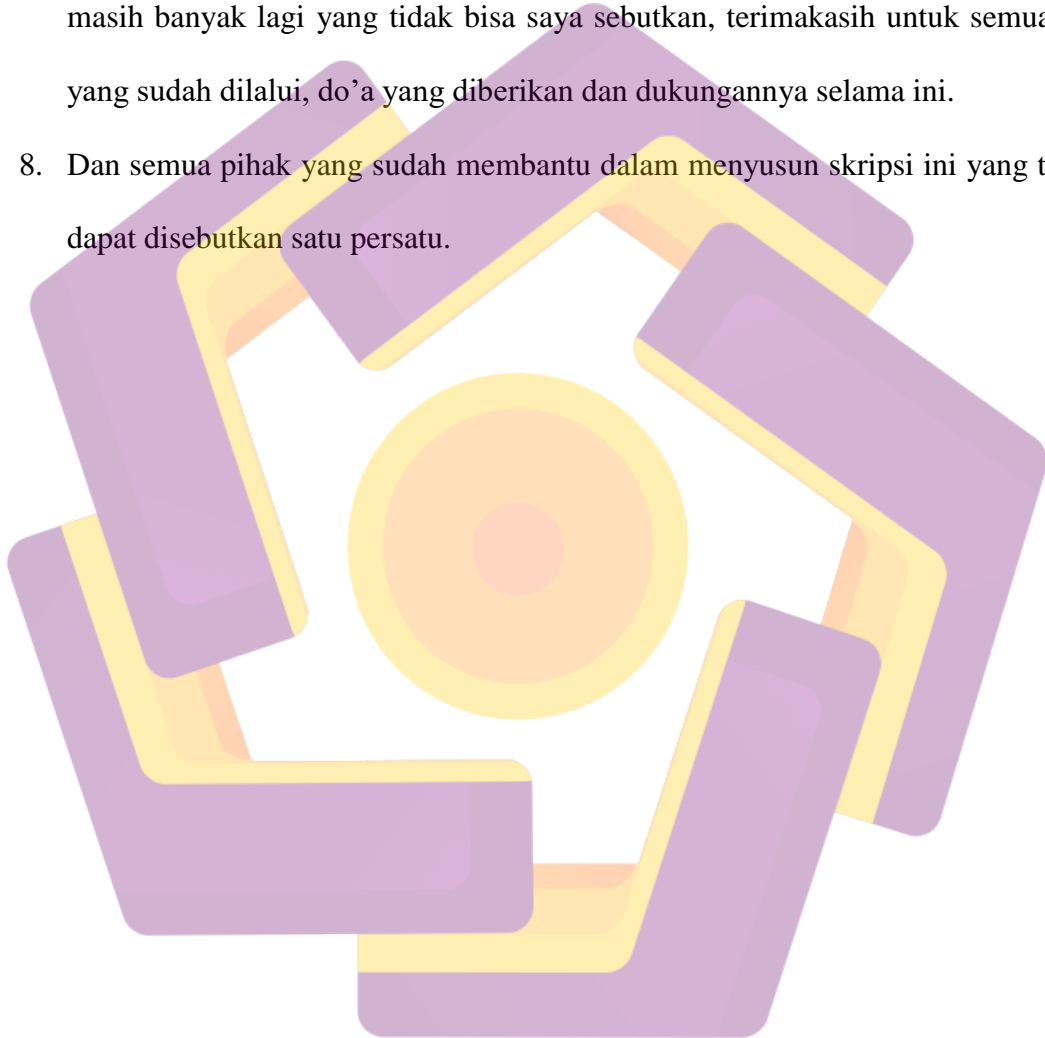 masih banyak lagi yang tidak bisa saya sebutkan, terimakasih untuk semua
yang sudah dilalui, do’a yang diberikan dan dukungannya selama ini.
8. Dan semua pihak yang sudah membantu dalam menyusun skripsi ini yang t
dapat disebutkan satu persatu.